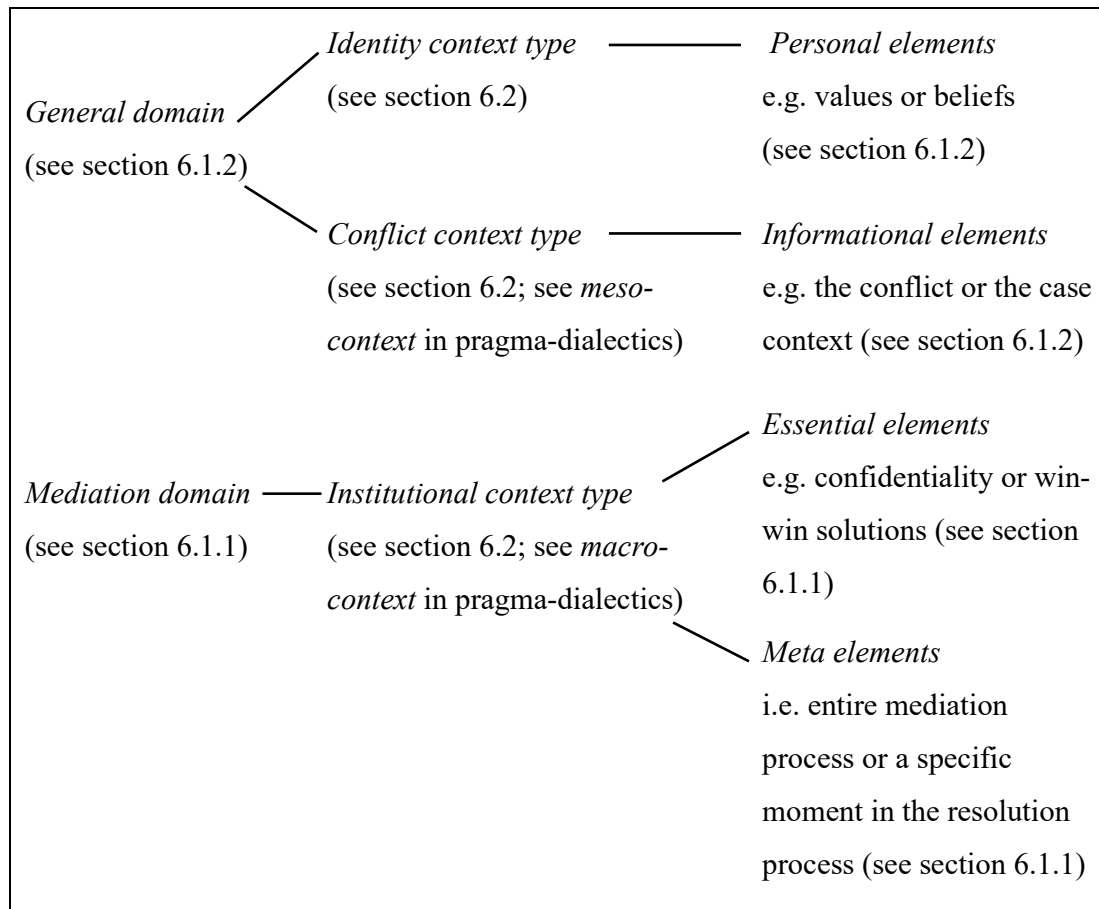 Identity context type
(see section 6.2)
Personal elements
e.g. values or beliefs
(see section 6.1.2)
General domain
(see section 6.1.2)
Conflict context type
(see section 6.2; see meso-
context in pragma-dialectics)
Informational elements
e.g. the conflict or the case
context (see section 6.1.2)
Mediation domain
(see section 6.1.1)
Institutional context type
(see section 6.2; see macro-
context in pragma-dialectics)
Essential elements
e.g. confidentiality or win-
win solutions (see section
6.1.1)
Meta elements
i.e. entire mediation
process or a specific
moment in the resolution
process (see section 6.1.1)